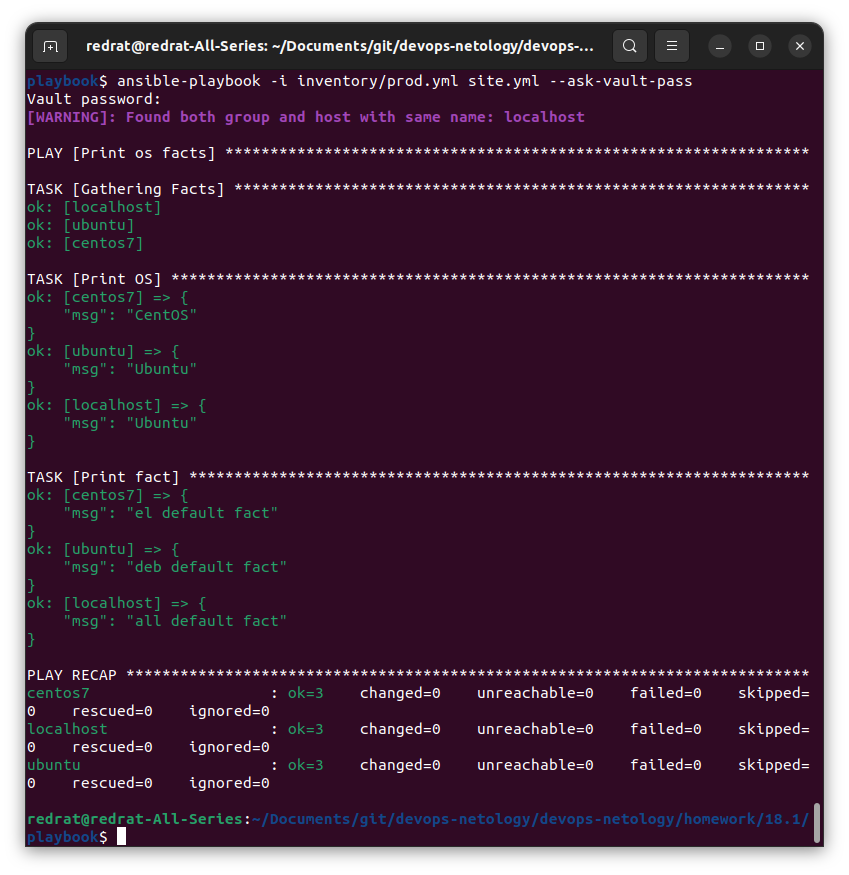 redrat@redrat-All-Series: ~/Documents/git/devops-netology/devops-...
playbook$ ansible-playbook -i inventory/prod.yml site.yml --ask-vault-pass
Vault password:
[WARNING]: Found both group and host with same name: localhost
PLAY [Print os facts] *****************************************************************
TASK [Gathering Facts] ****************************************************************
ok: [localhost]
ok: [ubuntu]
ok: [centos7]
TASK [Print OS] ***********************************************************************
ok: [centos7] => {
    "msg": "CentOS"
}
ok: [ubuntu] => {
    "msg": "Ubuntu"
}
ok: [localhost] => {
    "msg": "Ubuntu"
}
TASK [Print fact] *********************************************************************
ok: [centos7] => {
    "msg": "el default fact"
}
ok: [ubuntu] => {
    "msg": "deb default fact"
}
ok: [localhost] => {
    "msg": "all default fact"
}
PLAY RECAP ****************************************************************************
centos7                    : ok=3    changed=0    unreachable=0    failed=0    skipped=
0    rescued=0    ignored=0
localhost                  : ok=3    changed=0    unreachable=0    failed=0    skipped=
0    rescued=0    ignored=0
ubuntu                     : ok=3    changed=0    unreachable=0    failed=0    skipped=
0    rescued=0    ignored=0
redrat@redrat-All-Series:~/Documents/git/devops-netology/devops-netology/homework/18.1/
playbook$